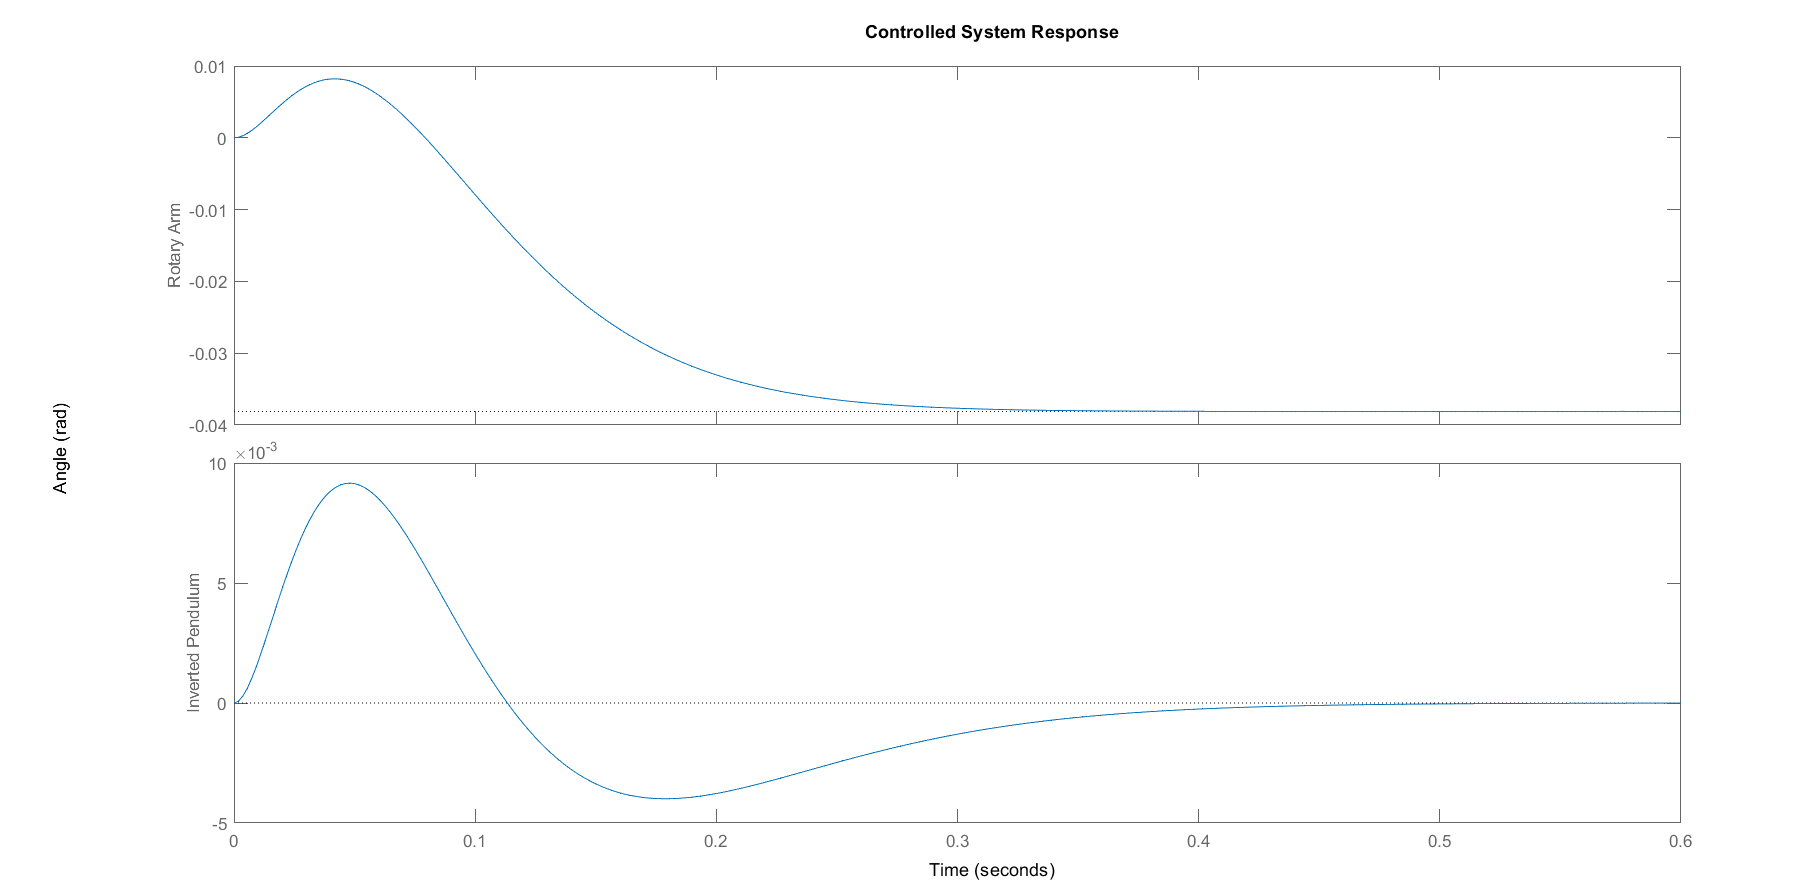 Controlled System Response
Angle (rad)
Rotary Arm
0.01
0
-0.01
-0.02
-0.03
-0.04
×10-3
Inverted Pendulum
10
5
0
-5
0 0.1 0.2 0.3 0.4 0.5 0.6
Time (seconds)